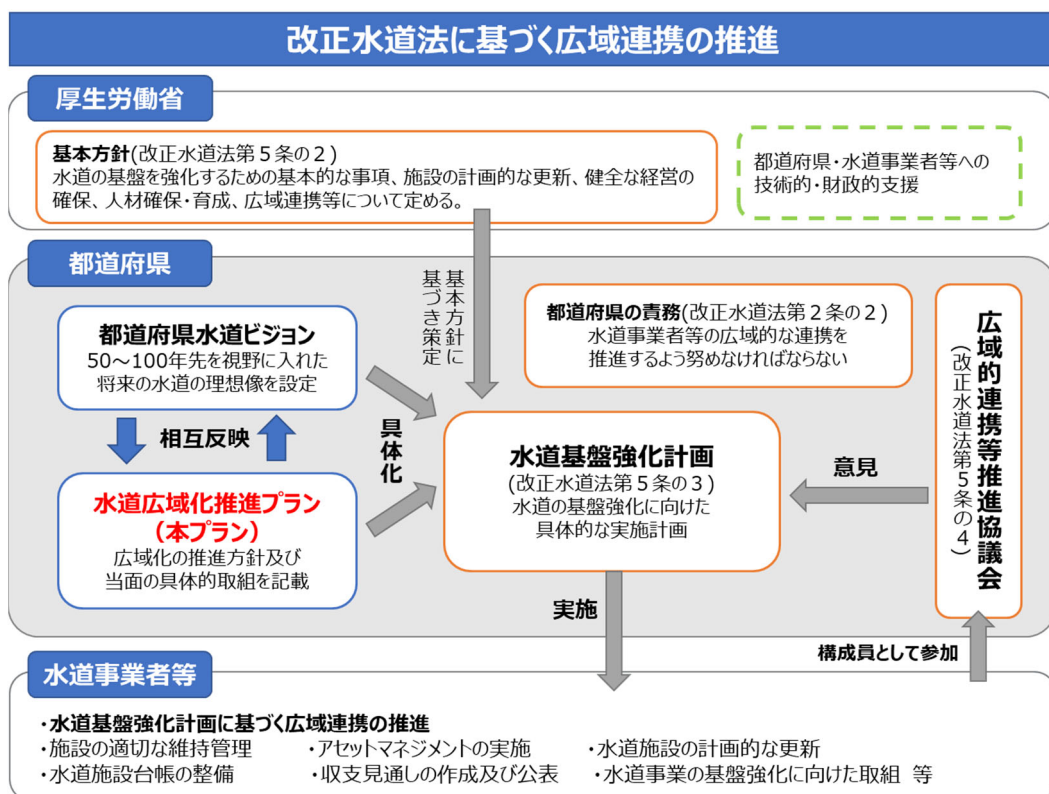 改正水道法に基づく広域連携の推進
厚生労働省
基本方針(改正水道法第５条の２)
水道の基盤を強化するための基本的な事項、施設の計画的な更新、健全な経営の
確保、人材確保・育成、広域連携等について定める。
都道府県・水道事業者等への
技術的・財政的支援
都道府県
基本方針に
基づき策定
都道府県の責務(改正水道法第２条の２)
水道事業者等の広域的な連携を
推進するよう努めなければならない
広域的連携等推進協議会
(改正水道法第５条の４)
都道府県水道ビジョン
50～100年先を視野に入れた
将来の水道の理想像を設定
相互反映
具体化
水道広域化推進プラン
（本プラン）
広域化の推進方針及び
当面の具体的取組を記載
水道基盤強化計画
(改正水道法第５条の３)
水道の基盤強化に向けた
具体的な実施計画
意見
実施
構成員として参加
水道事業者等
・水道基盤強化計画に基づく広域連携の推進
・施設の適切な維持管理 ・アセットマネジメントの実施 ・水道施設の計画的な更新
・水道施設台帳の整備 ・収支見通しの作成及び公表 ・水道事業の基盤強化に向けた取組 等